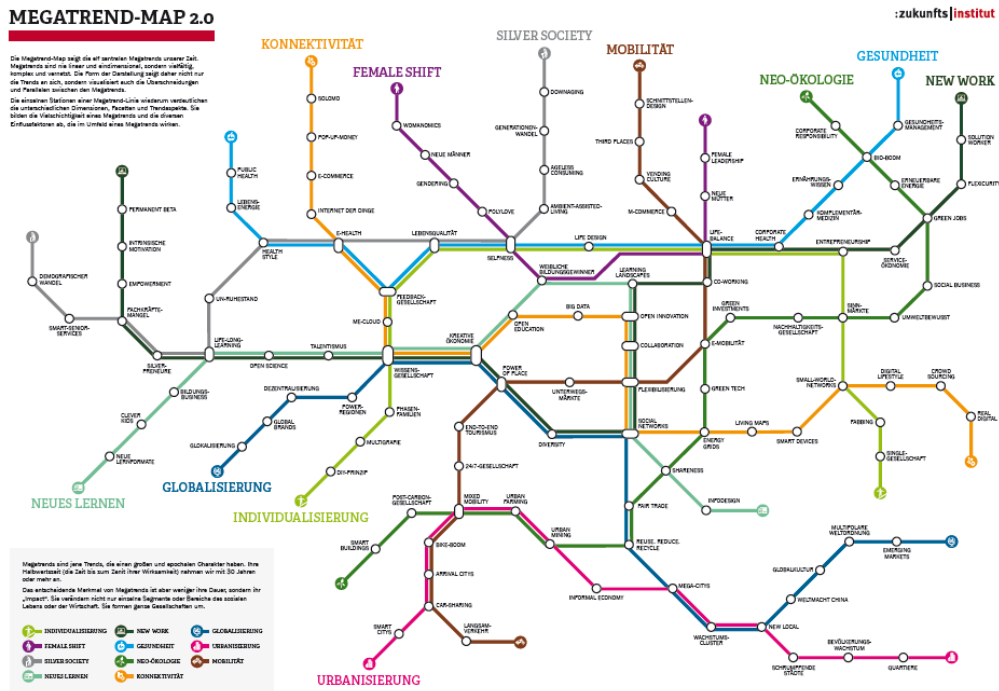 MEGATREND-MAP 2.0
:zukunfts|institut
Die Megatrend-Map zeigt die elf zentralen Megatrends unserer Zeit.
Megatrends sind nie linear und eindimensional, sondern vielfältig,
komplex und vernetzt. Die Form der Darstellung zeigt daher nicht nur
die Trends an sich, sondern visualisiert auch die Überschneidungen
und Parallelen zwischen den Megatrends.
Die einzelnen Stationen einer Megatrend-Linie wiederum verdeutlichen
die unterschiedlichen Dimensionen, Facetten und Trendaspekte. Sie
bilden die Vielschichtigkeit eines Megatrends und die diversen
Einflussfaktoren ab, die im Umfeld eines Megatrends wirken.
KONNEKTIVITÄT
FEMALE SHIFT
SILVER SOCIETY
MOBILITÄT
NEO-ÖKOLOGIE
GESUNDHEIT
NEW WORK
SOLOMO
POP-UP-MONEY
E-COMMERCE
INTERNET DER DINGE
E-HEALTH
WOMANOMICS
NEUE MÄNNER
GENDERING
POLYLOVE
DOWNAGING
GENERATIONEN-
WANDEL
AGELESS
CONSUMING
AMBIENT-ASSISTED-
LIVING
SCHNITTSTELLEN-
DESIGN
THIRD PLACES
VENDING
CULTURE
M-COMMERCE
FEMALE
LEADERSHIP
NEUE
MÜTTER
LIFE-
BALANCE
CORPORATE
RESPONSIBILITY
GESUNDHEITS-
MANAGEMENT
BIO-BOOM
ERNÄHRUNGS-
WISSEN
ERNEUERBARE
ENERGIE
KOMPLEMENTÄR-
MEDIZIN
CORPORATE
HEALTH
SOLUTION
WORKER
FLEXICURITY
GREEN JOBS
ENTREPRENEURSHIP
SERVICE-
ÖKONOMIE
SOCIAL BUSINESS
PUBLIC
HEALTH
LEBENS-
ENERGIE
HEALTH
STYLE
PERMANENT BETA
INTRINSISCHE
MOTIVATION
EMPOWERMENT
FACHKRÄFTE-
MANGEL
DEMOGRAFISCHER
WANDEL
SMART-SENIOR-
SERVICES
UN-RUHESTAND
SILVER-
PRENEURE
LIFE-LONG-
LEARNING
OPEN SCIENCE
TALENTISMUS
LEBENSQUALITÄT
SELFNESS
LIFE DESIGN
FEEDBACK-
GESELLSCHAFT
ME-CLOUD
WISSENS-
GESELLSCHAFT
KREATIVE
ÖKONOMIE
WEIBLICHE
BILDUNGSGEWINNER
LEARNING
LANDSCAPES
CO-WORKING
OPEN
EDUCATION
BIG DATA
OPEN INNOVATION
COLLABORATION
GREEN
INVESTMENTS
NACHHALTIGKEITS-
GESELLSCHAFT
SINN-
MÄRKTE
UMWELTBEWUSST
E-MOBILITÄT
POWER
OF PLACE
UNTERWEGS-
MÄRKTE
FLEXIBILISIERUNG
GREEN TECH
SMALL-WORLD-
NETWORKS
DIGITAL
LIFESTYLE
CROWD
SOURCING
REAL
DIGITAL
BILDUNGS-
BUSINESS
CLEVER
KIDS
NEUE
LERNFORMATE
NEUES LERNEN
DEZENTRALISIERUNG
POWER-
REGIONEN
GLOBAL
BRANDS
GLOKALISIERUNG
GLOBALISIERUNG
PHASEN-
FAMILIEN
MULTIGRAFIE
DIY-PRINZIP
INDIVIDUALISIERUNG
END-TO-END
TOURISMUS
24/7-GESELLSCHAFT
DIVERSITY
SOCIAL
NETWORKS
ENERGY
GRIDS
LIVING MAPS
SMART DEVICES
FABBING
SINGLE-
GESELLSCHAFT
SHARENESS
INFODESIGN
FAIR TRADE
POST-CARBON-
GESELLSCHAFT
MIXED
MOBILITY
URBAN
FARMING
URBAN
MINING
REUSE, REDUCE,
RECYCLE
SMART
BUILDINGS
BIKE-BOOM
ARRIVAL CITYS
CAR-SHARING
SMART
CITYS
LANGSAM-
VERKEHR
URBANISIERUNG
INFORMAL ECONOMY
MEGA-CITYS
WACHSTUMS-
CLUSTER
NEW LOCAL
WELTMACHT CHINA
GLOBALKULTUR
MULTIPOLARE
WELTORDNUNG
EMERGING
MARKETS
SCHRUMPFENDE
STÄDTE
BEVÖLKERUNGS-
WACHSTUM
QUARTIERE
Megatrends sind jene Trends, die einen großen und epochalen Charakter haben. Ihre
Halbwertszeit (die Zeit bis zum Zenit ihrer Wirksamkeit) nehmen wir mit 30 Jahren
oder mehr an.
Das entscheidende Merkmal von Megatrends ist aber weniger ihre Dauer, sondern ihr
„Impact“. Sie verändern nicht nur einzelne Segmente oder Bereiche des sozialen
Lebens oder der Wirtschaft. Sie formen ganze Gesellschaften um.
INDIVIDUALISIERUNG
NEW WORK
GLOBALISIERUNG
FEMALE SHIFT
GESUNDHEIT
URBANISIERUNG
SILVER SOCIETY
NEO-ÖKOLOGIE
MOBILITÄT
NEUES LERNEN
KONNEKTIVITÄT